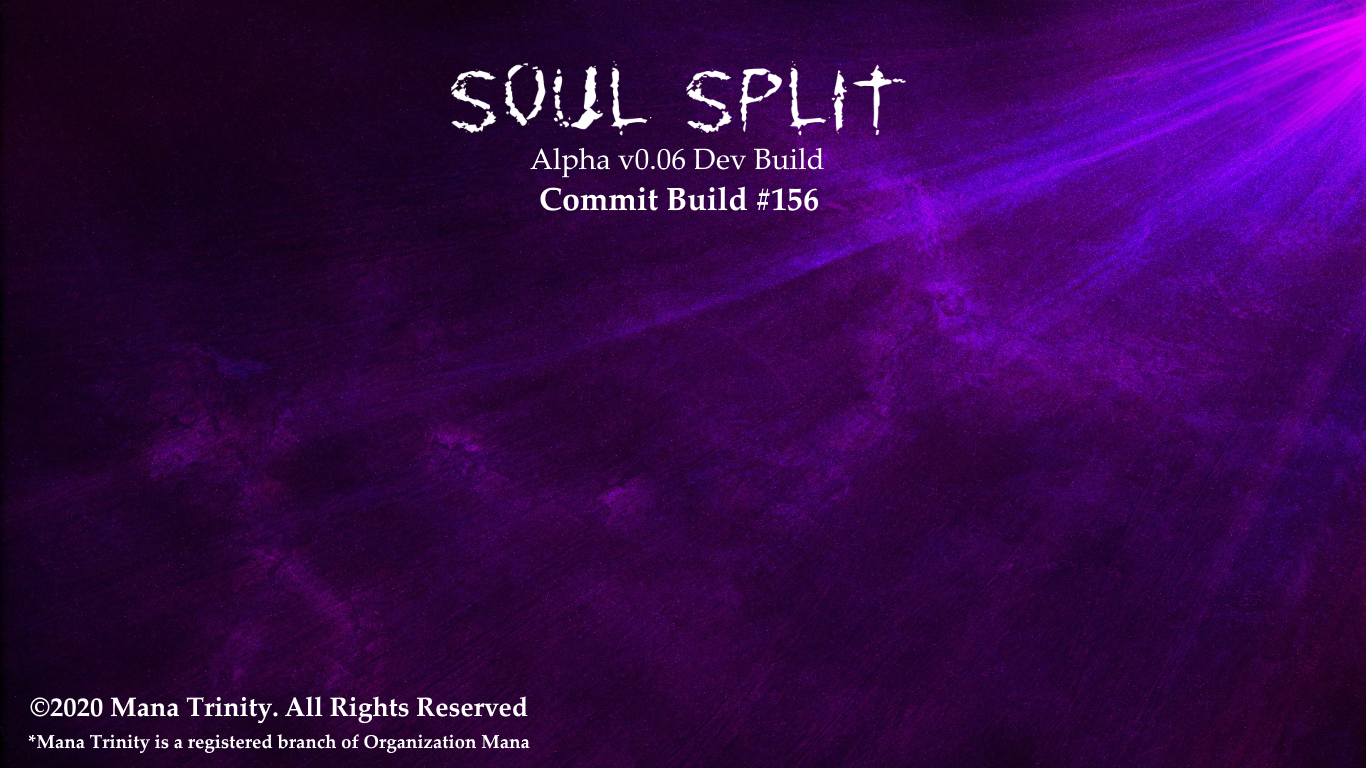 SOUL SPLIT
Alpha v0.06 Dev Build
Commit Build #156
©2020 Mana Trinity. All Rights Reserved
*Mana Trinity is a registered branch of Organization Mana